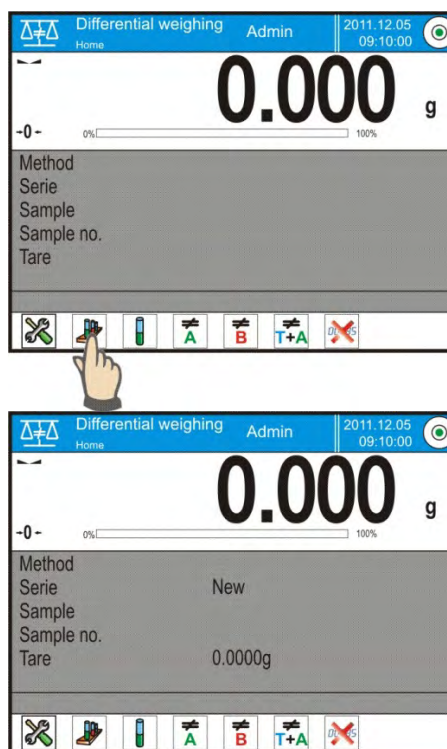 Differential weighing Admin 2011.12.05
Home 09:10:00
0.000 g
→0← 0% 100%
Method
Serie
Sample
Sample no.
Tare
A B T+A
Differential weighing Admin 2011.12.05
Home 09:10:00
0.000 g
→0← 0% 100%
Method
Serie New
Sample
Sample no.
Tare 0.0000g
A B T+A